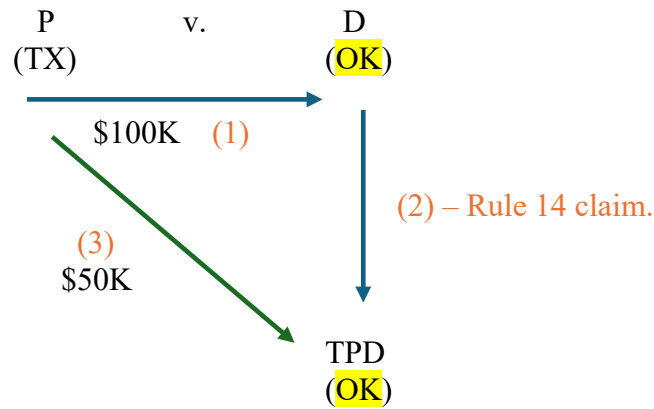 P v. D
(TX) (OK)
$100K (1)
(2) – Rule 14 claim.
(3)
$50K
TPD
(OK)